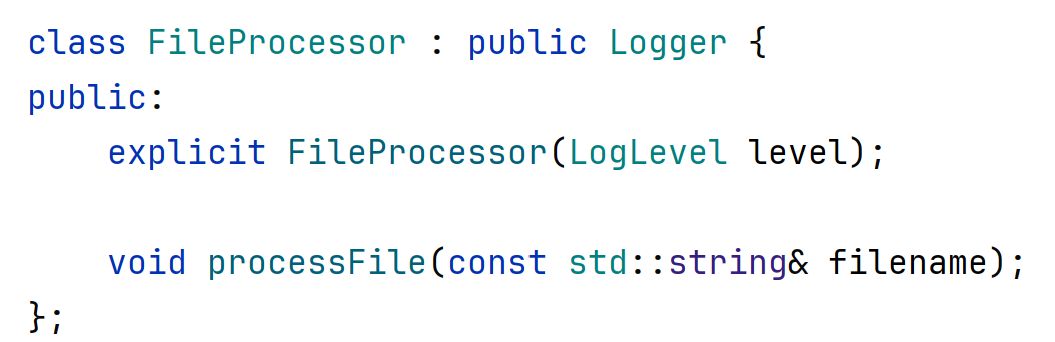 class FileProcessor : public Logger {
public:
    explicit FileProcessor(LogLevel level);

    void processFile(const std::string& filename);
};